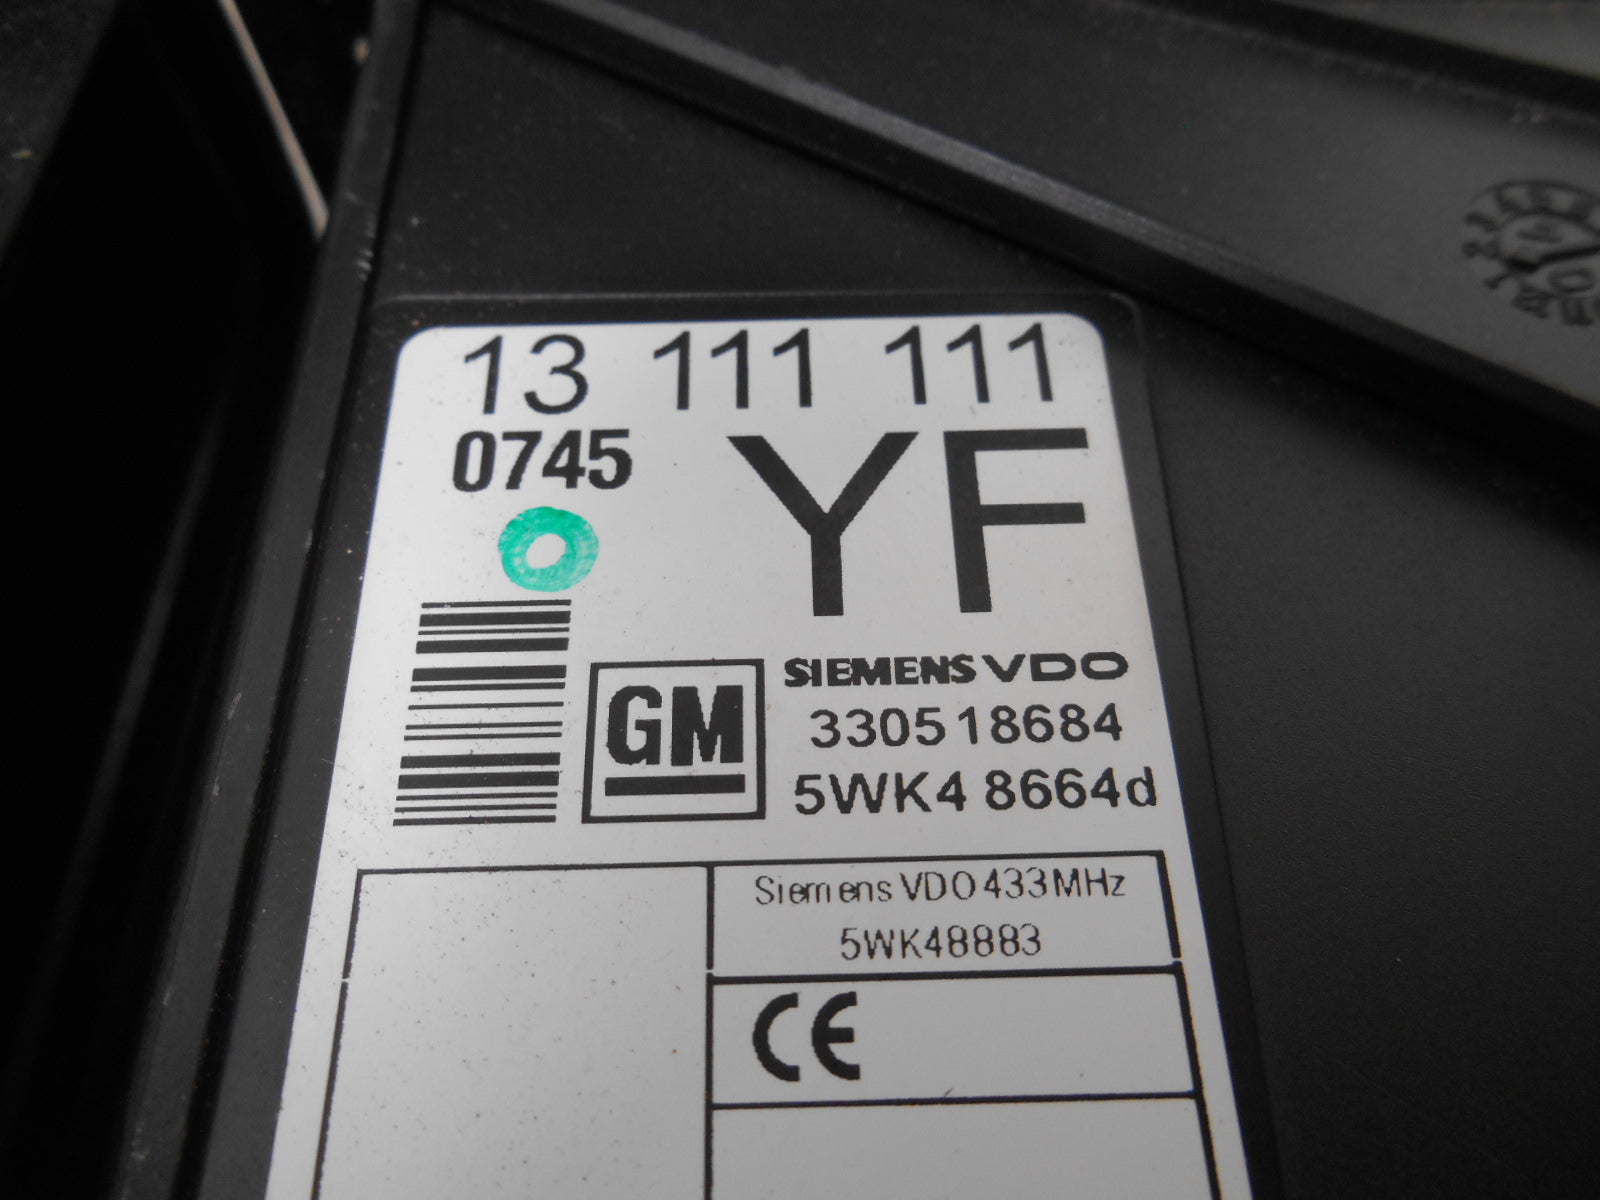 13 111 111
0745
YF
SIEMENS VDO
330518684
GM
5WK4 8664d
Siemens VDO 433MHz
5WK48883
CE